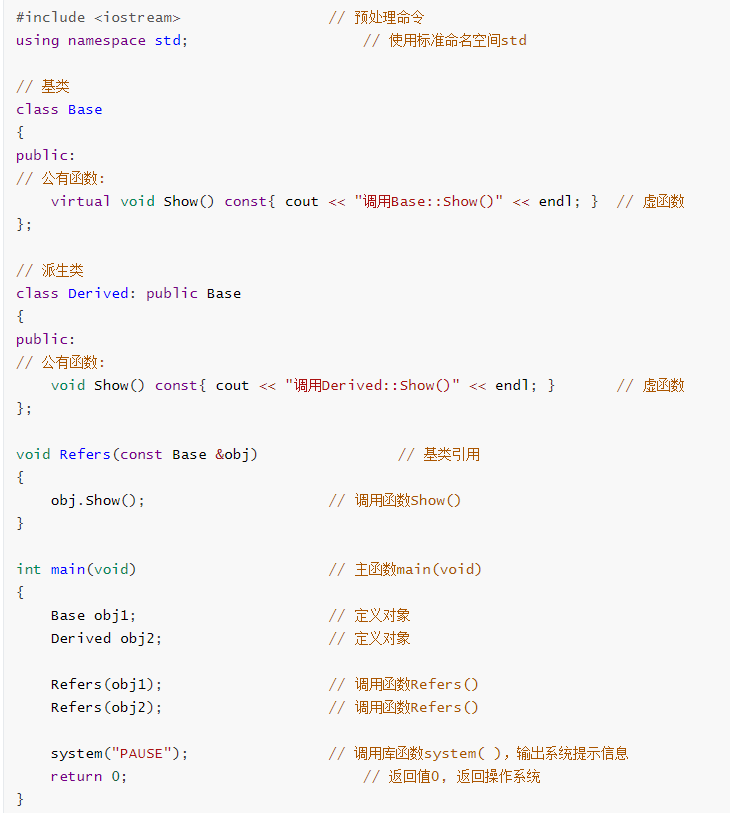 #include <iostream>                 // 预处理命令
using namespace std;                    // 使用标准命名空间std

// 基类
class Base
{
public:
// 公有函数:
    virtual void Show() const{ cout << "调用Base::Show()" << endl; }  // 虚函数
};

// 派生类
class Derived: public Base
{
public:
// 公有函数:
    void Show() const{ cout << "调用Derived::Show()" << endl; }       // 虚函数
};

void Refers(const Base &obj)                // 基类引用
{
    obj.Show();                     // 调用函数Show()
}

int main(void)                      // 主函数main(void)
{
    Base obj1;                      // 定义对象
    Derived obj2;                   // 定义对象

    Refers(obj1);                   // 调用函数Refers()
    Refers(obj2);                   // 调用函数Refers()

    system("PAUSE");                // 调用库函数system( ),输出系统提示信息
    return 0;                           // 返回值0, 返回操作系统
}